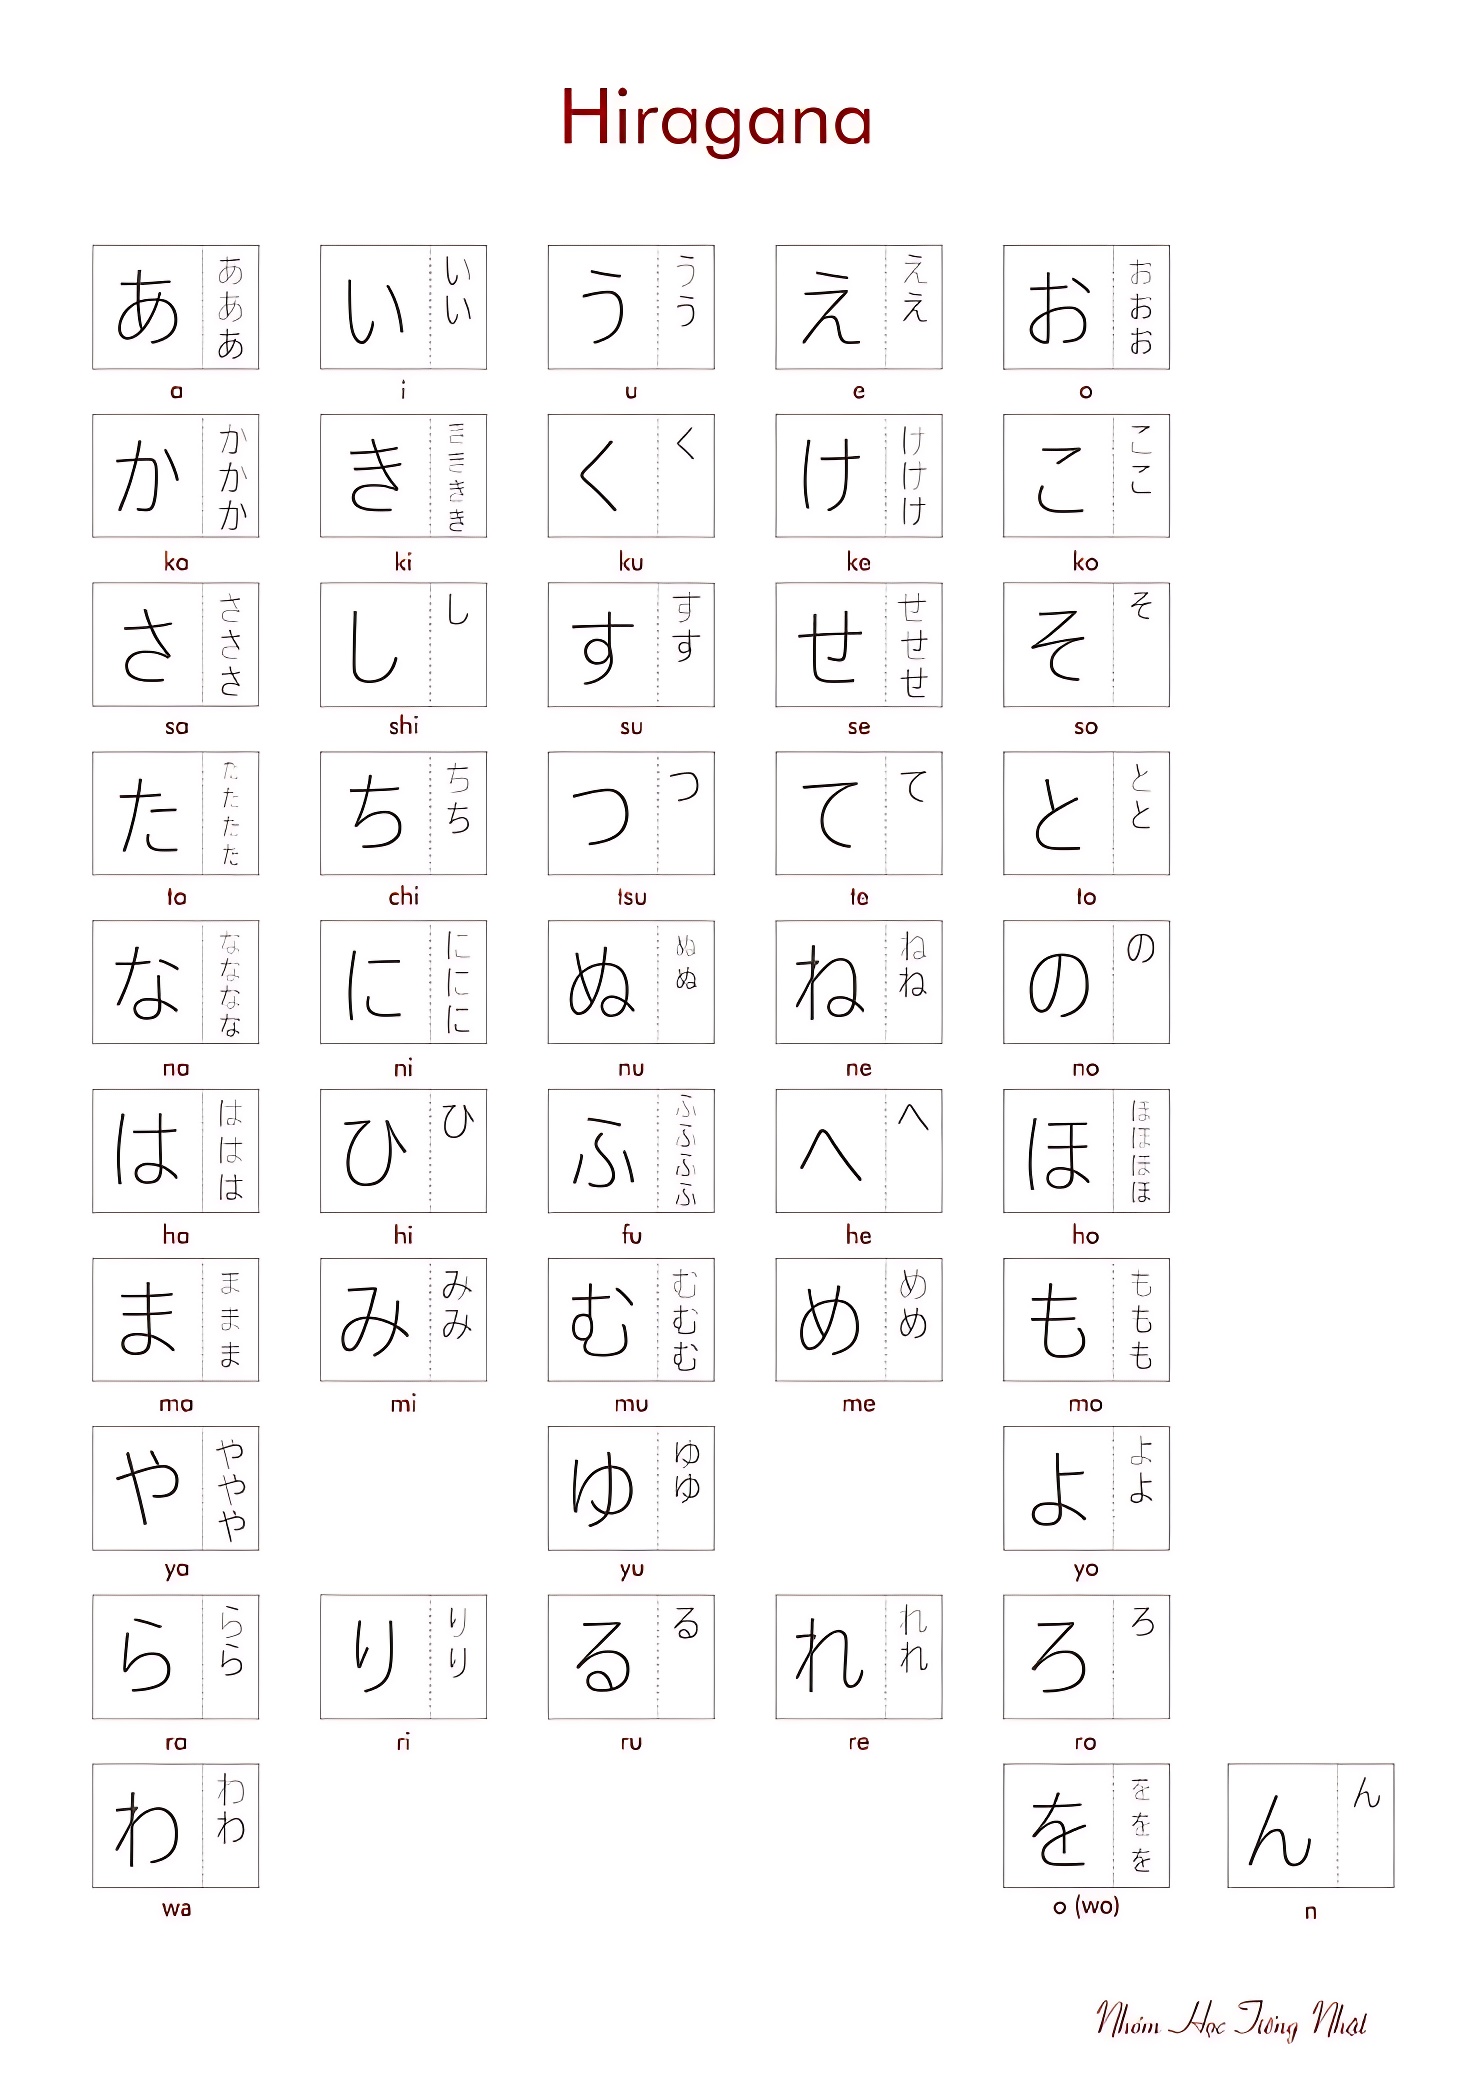 Hiragana
あ あ あ あ い い い う う う え え え お お お お
a i u e o
か か か か き き き き き く く け け け け こ こ こ
ka ki ku ke ko
さ さ さ さ し し す す す せ せ せ せ そ そ
sa shi su se so
た た た た た ち ち ち つ つ て て と と と
ta chi tsu te to
な な な な な に に に に ぬ ぬ ぬ ね ね ね の の
na ni nu ne no
は は は は ひ ひ ふ ふ ふ ふ ふ へ へ ほ ほ ほ ほ ほ
ha hi fu he ho
ま ま ま ま み み み む む む む め め め も も も も
ma mi mu me mo
や や や や ゆ ゆ ゆ よ よ よ
ya yu yo
ら ら ら り り り る る れ れ れ ろ ろ
ra ri ru re ro
わ わ わ を を を を ん ん
wa o (wo) n
Nhóm Học Tiếng Nhật